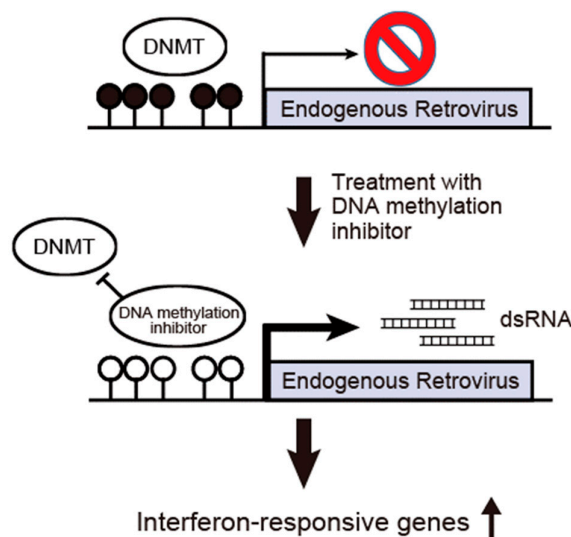 DNMT
Endogenous Retrovirus
Treatment with
DNA methylation
inhibitor
DNMT
DNA methylation
inhibitor
dsRNA
Endogenous Retrovirus
Interferon-responsive genes